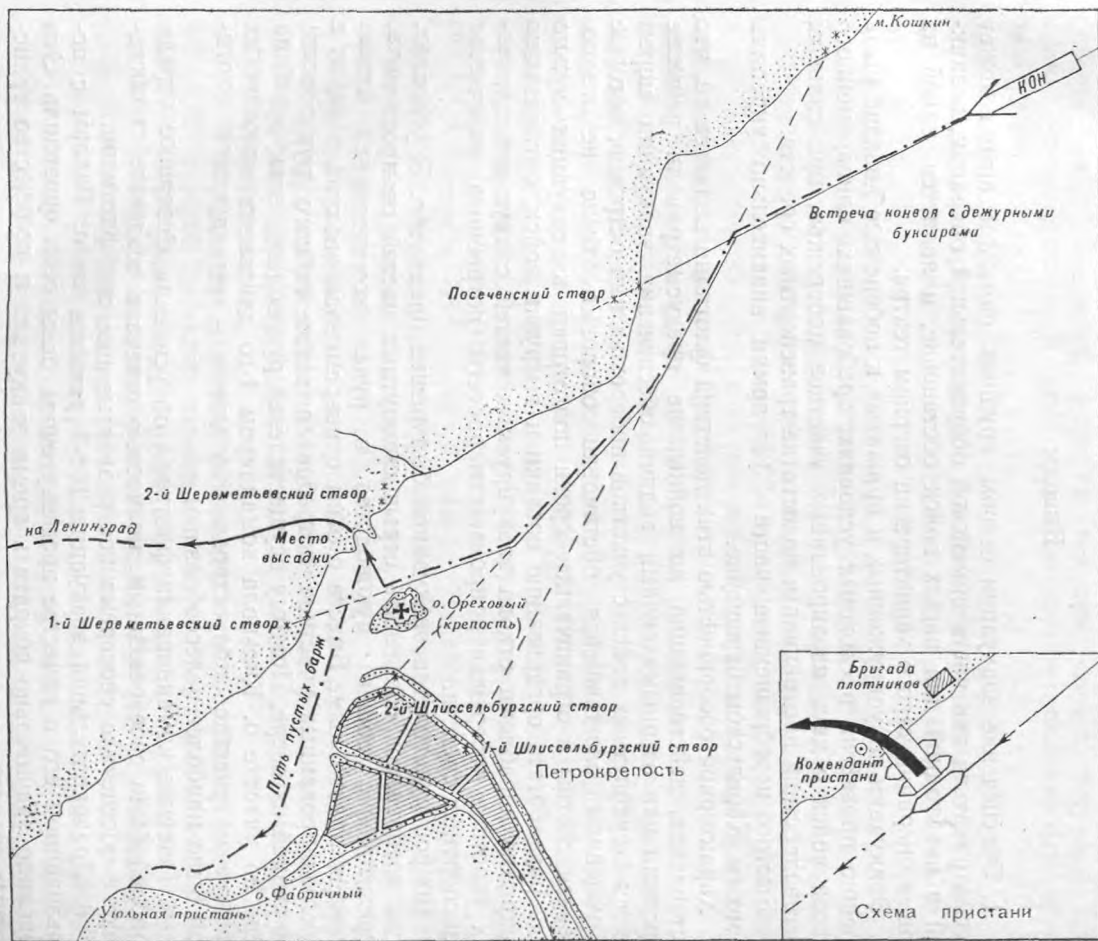 м. Кошкин
КОН
Встреча конвоя с дежурными
буксирами
Посеченский створ
2-й Шереметьевский створ
на Ленинград
Место
высадки
о. Ореховый
(крепость)
1-й Шереметьевский створ
Путь пустых барж
2-й Шлиссельбургский створ
1-й Шлиссельбургский створ
Петрокрепость
о. Фабричный
Угольная пристань
Бригада
плотников
Комендант
пристани
Схема пристани